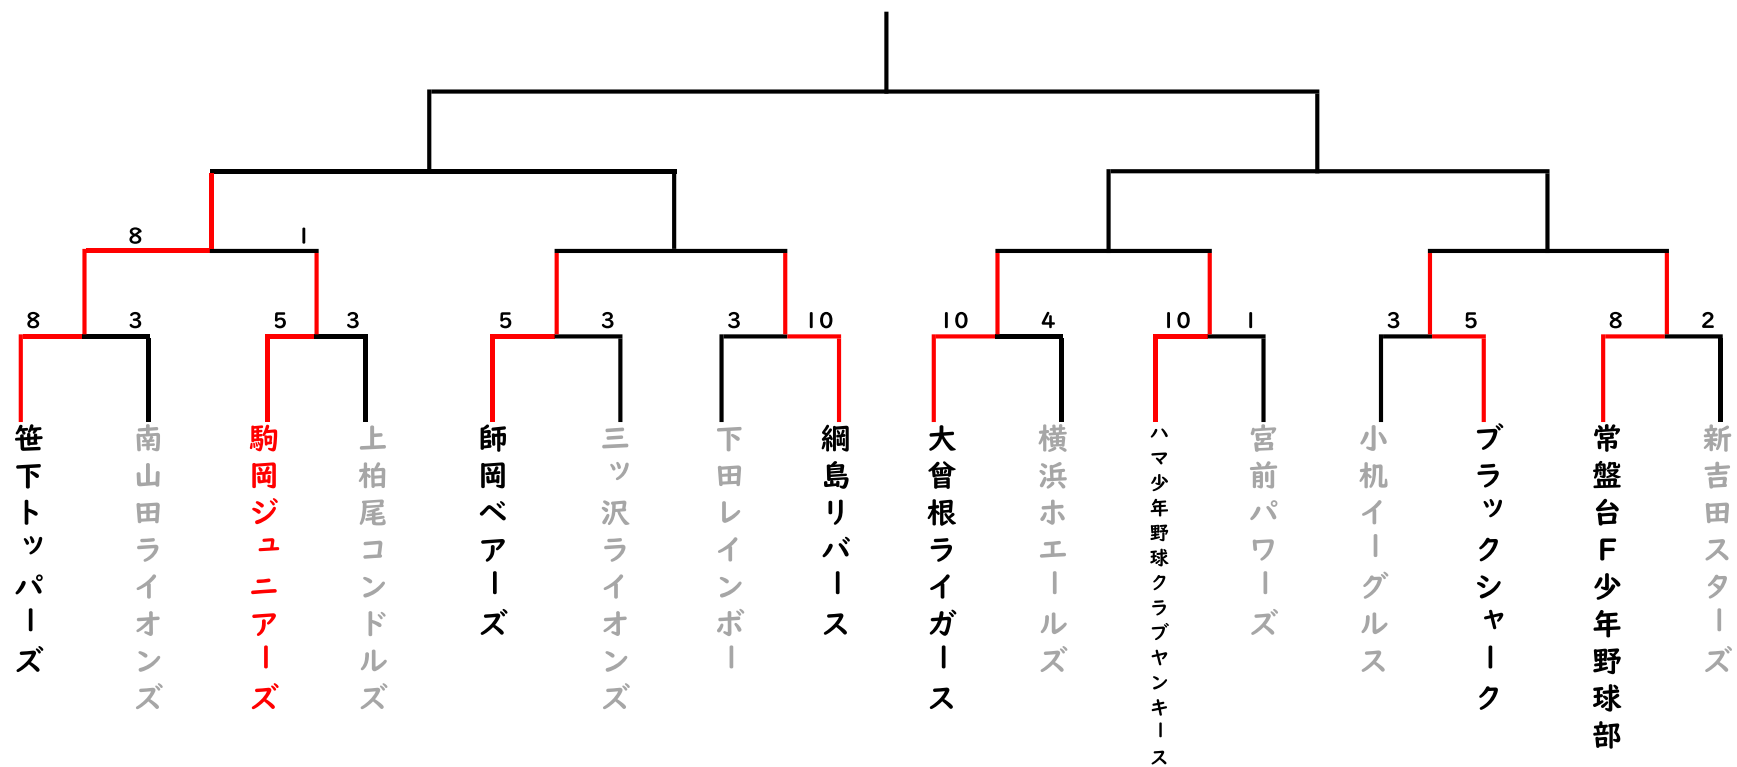 8 1
8 3 5 3 5 3 3 10 10 4 10 1 3 5 8 2
笹下トッパーズ
南山田ライオンズ
駒岡ジュニアーズ
上柏尾コンドルズ
師岡ベアーズ
三ッ沢ライオンズ
下田レインボー
綱島リバース
大曾根ライガース
横浜ホエールズ
ハマ少年野球クラブヤンキース
宮前パワーズ
小机イーグルス
ブラックシャーク
常盤台F少年野球部
新吉田スターズ